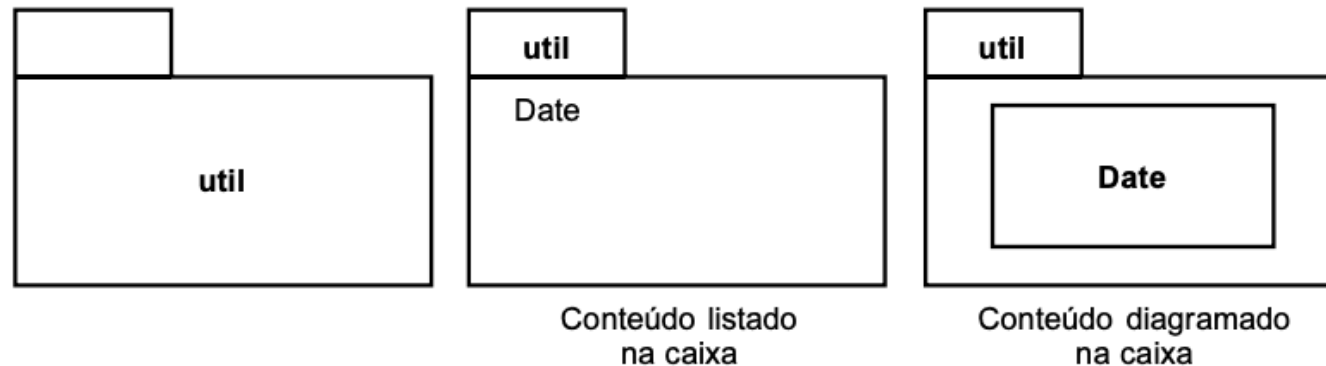 util
util
Date
Conteúdo listado
na caixa
util
Date
Conteúdo diagramado
na caixa